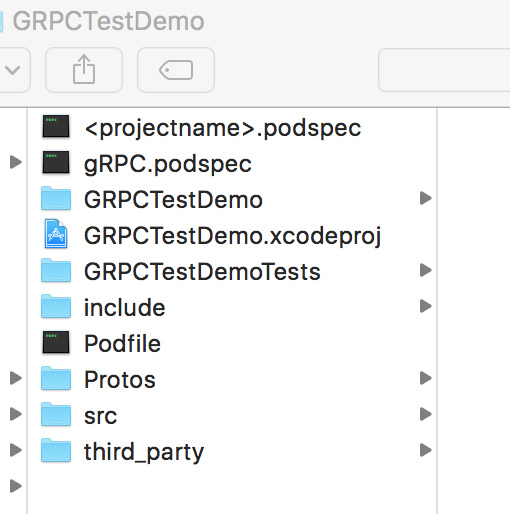 GRPCTestDemo
<projectname>.podspec
gRPC.podspec
GRPCTestDemo
GRPCTestDemo.xcodeproj
GRPCTestDemoTests
include
Podfile
Protos
src
third_party